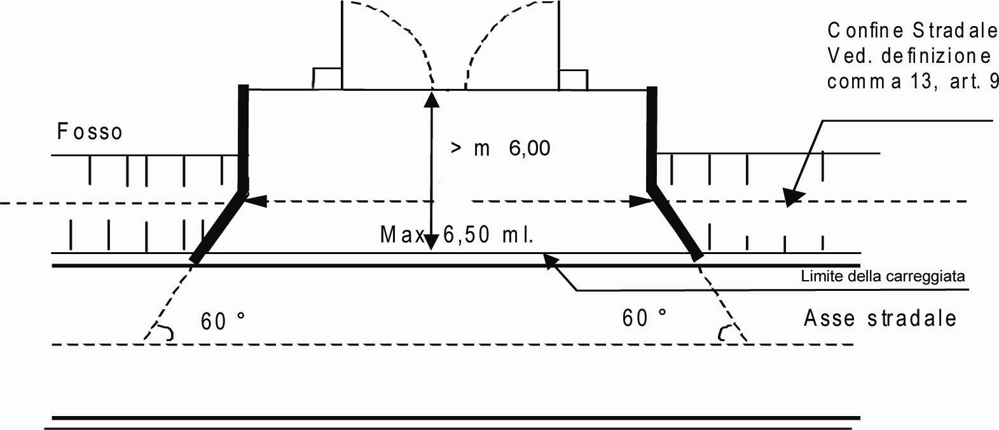 Confine Stradale
Ved. definizione
comma 13, art. 9
Fosso
> m 6,00
Max 6,50 ml.
Limite della carreggiata
60 °
60 °
Asse stradale